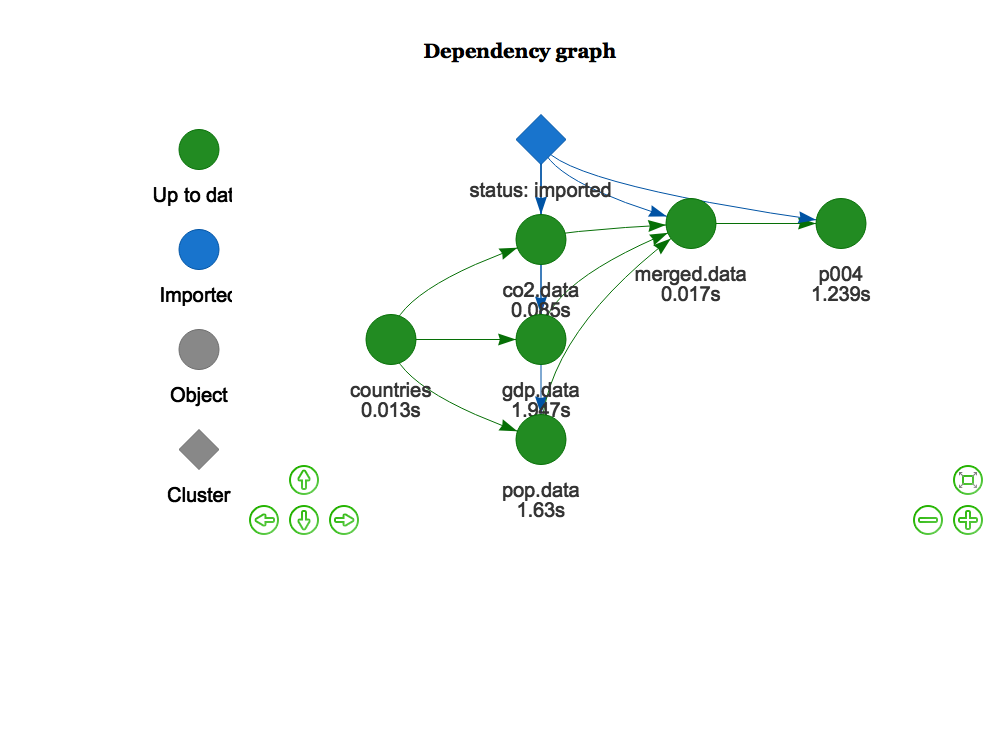 Dependency graph
Up to dat
Imported
Object
Cluster
status: imported
co2.data
0.085s
merged.data
0.017s
p004
1.239s
countries
0.013s
gdp.data
1.947s
pop.data
1.63s